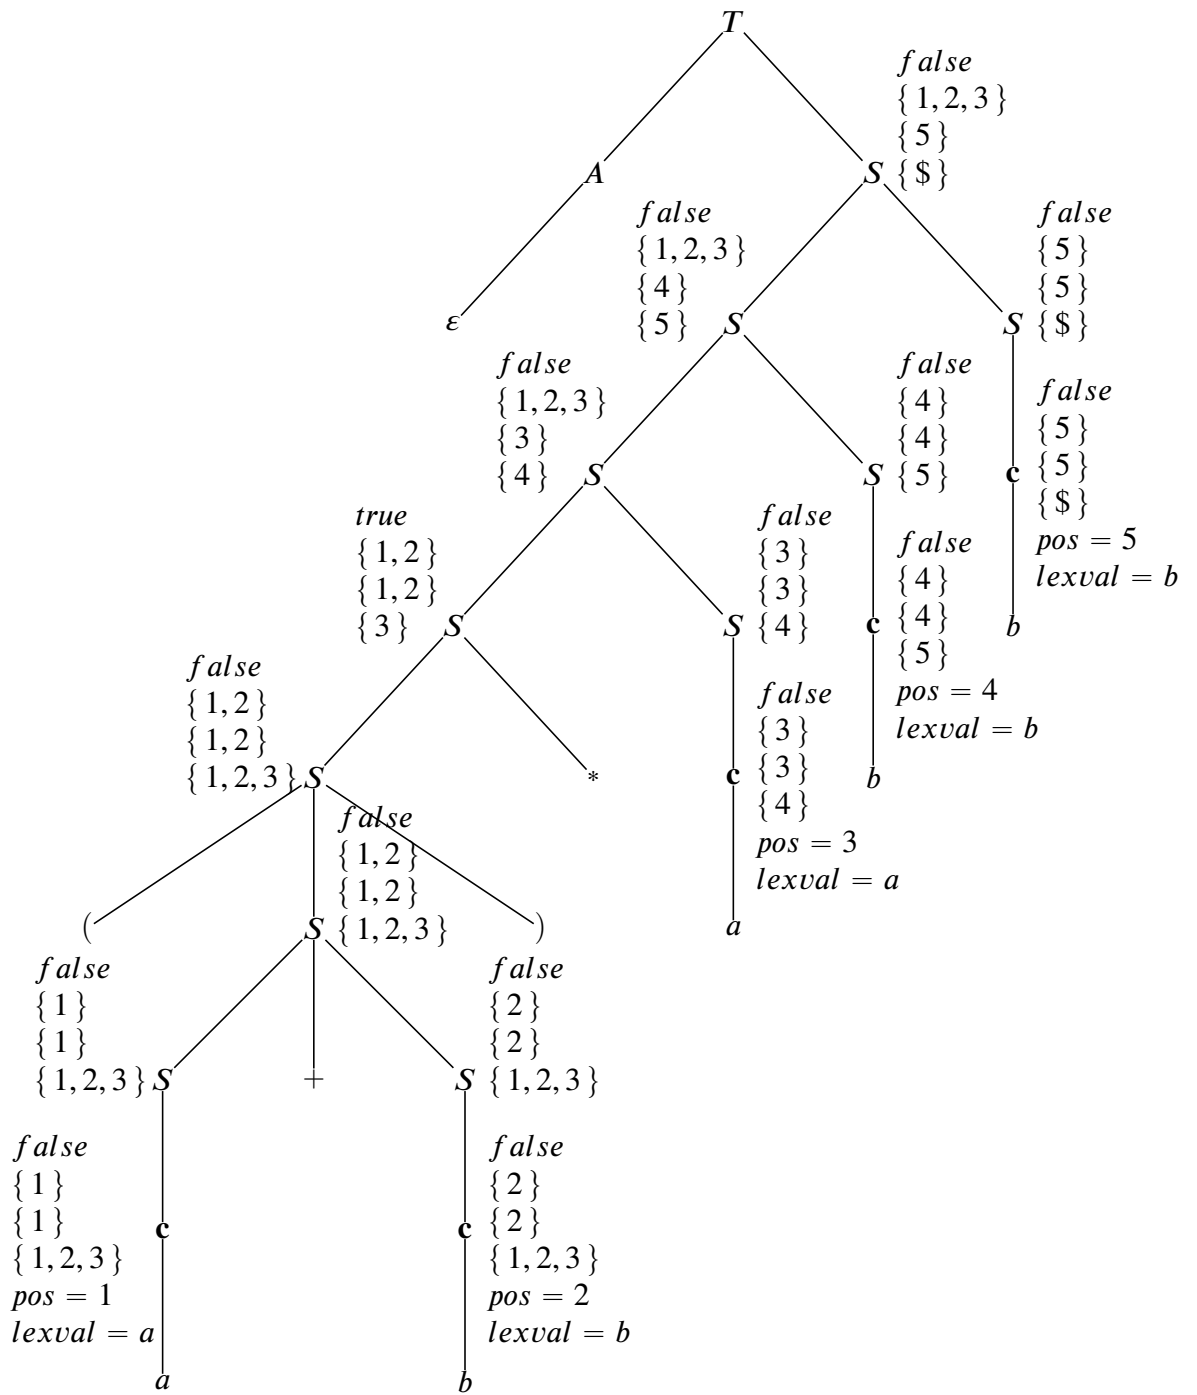 T
false
{ 1, 2, 3 }
{ 5 }
A
S { $ }
false
{ 1, 2, 3 }
{ 4 }
{ 5 }
false
{ 5 }
{ 5 }
{ $ }
ε
S
S
false
{ 1, 2, 3 }
{ 3 }
{ 4 }
false
{ 4 }
{ 4 }
{ 5 }
false
{ 5 }
{ 5 }
{ $ }
pos = 5
lexval = b
S
S
c
true
{ 1, 2 }
{ 1, 2 }
{ 3 }
false
{ 3 }
{ 3 }
{ 4 }
false
{ 4 }
{ 4 }
{ 5 }
pos = 4
lexval = b
S
S
c
b
false
{ 1, 2 }
{ 1, 2 }
{ 1, 2, 3 }
false
{ 3 }
{ 3 }
{ 4 }
pos = 3
lexval = a
S
*
c
b
false
{ 1, 2 }
{ 1, 2 }
{ 1, 2, 3 }
(
S
)
a
false
{ 1 }
{ 1 }
{ 1, 2, 3 }
false
{ 2 }
{ 2 }
{ 1, 2, 3 }
S
+
S
false
{ 1 }
{ 1 }
{ 1, 2, 3 }
pos = 1
lexval = a
c
false
{ 2 }
{ 2 }
{ 1, 2, 3 }
pos = 2
lexval = b
c
a
b